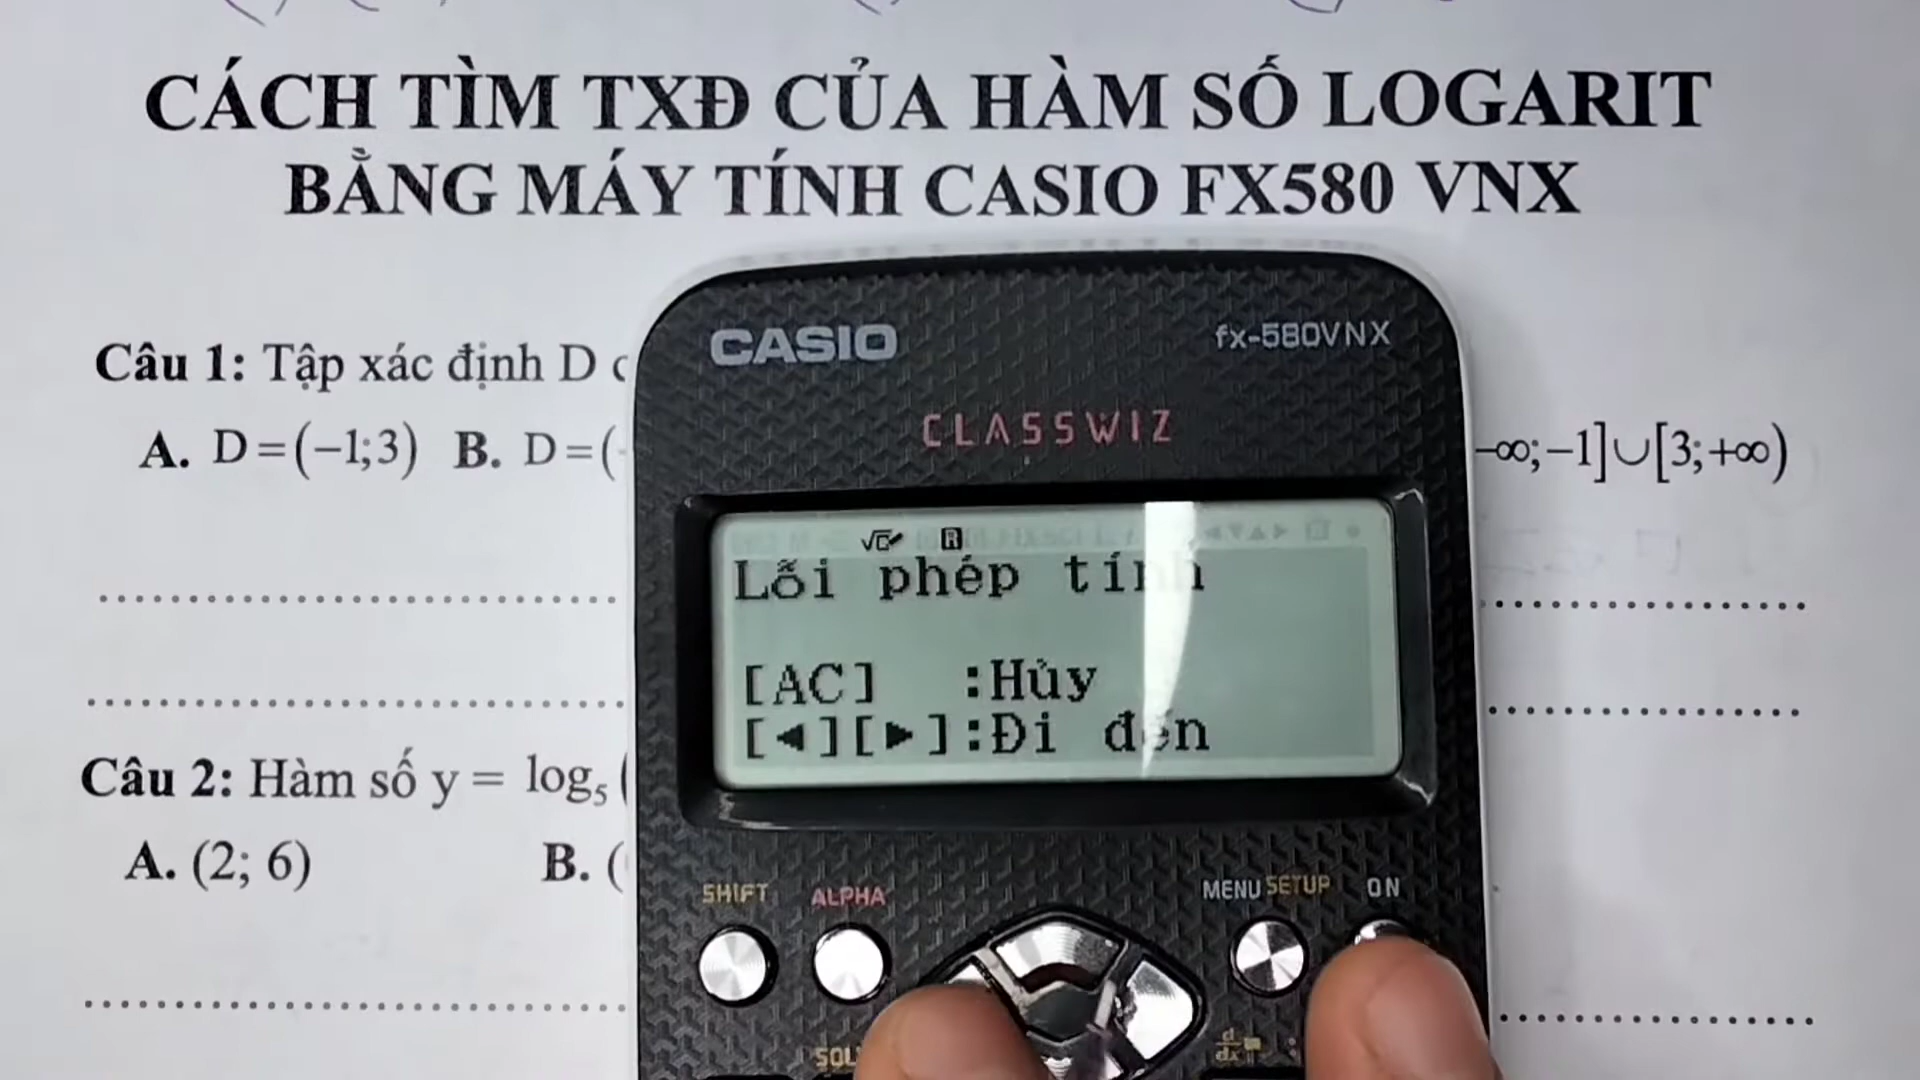 CÁCH TÌM TXĐ CỦA HÀM SỐ LOGARIT
BẰNG MÁY TÍNH CASIO FX580 VNX
CASIO
fx-580VNX
CLASSWIZ
Câu 1: Tập xác định D
A. D=(−1;3) B. D=(
−∞;−1]∪[3;+∞)
Lỗi phép tính
[AC] :Hủy
[◄][►]:Đi đến
Câu 2: Hàm số y = log₅(
A. (2; 6) B. (
SHIFT ALPHA MENU SETUP ON
d/dx